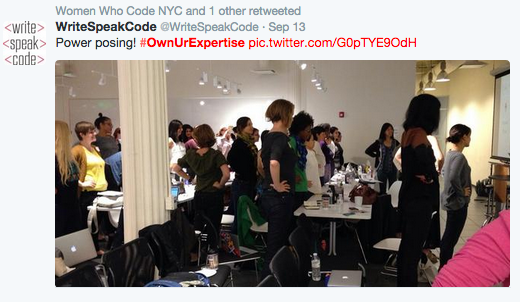 Women Who Code NYC and 1 other retweeted
WriteSpeakCode @WriteSpeakCode · Sep 13
<write>
<speak>
<code>
Power posing! #OwnUrExpertise pic.twitter.com/G0pTYE9OdH